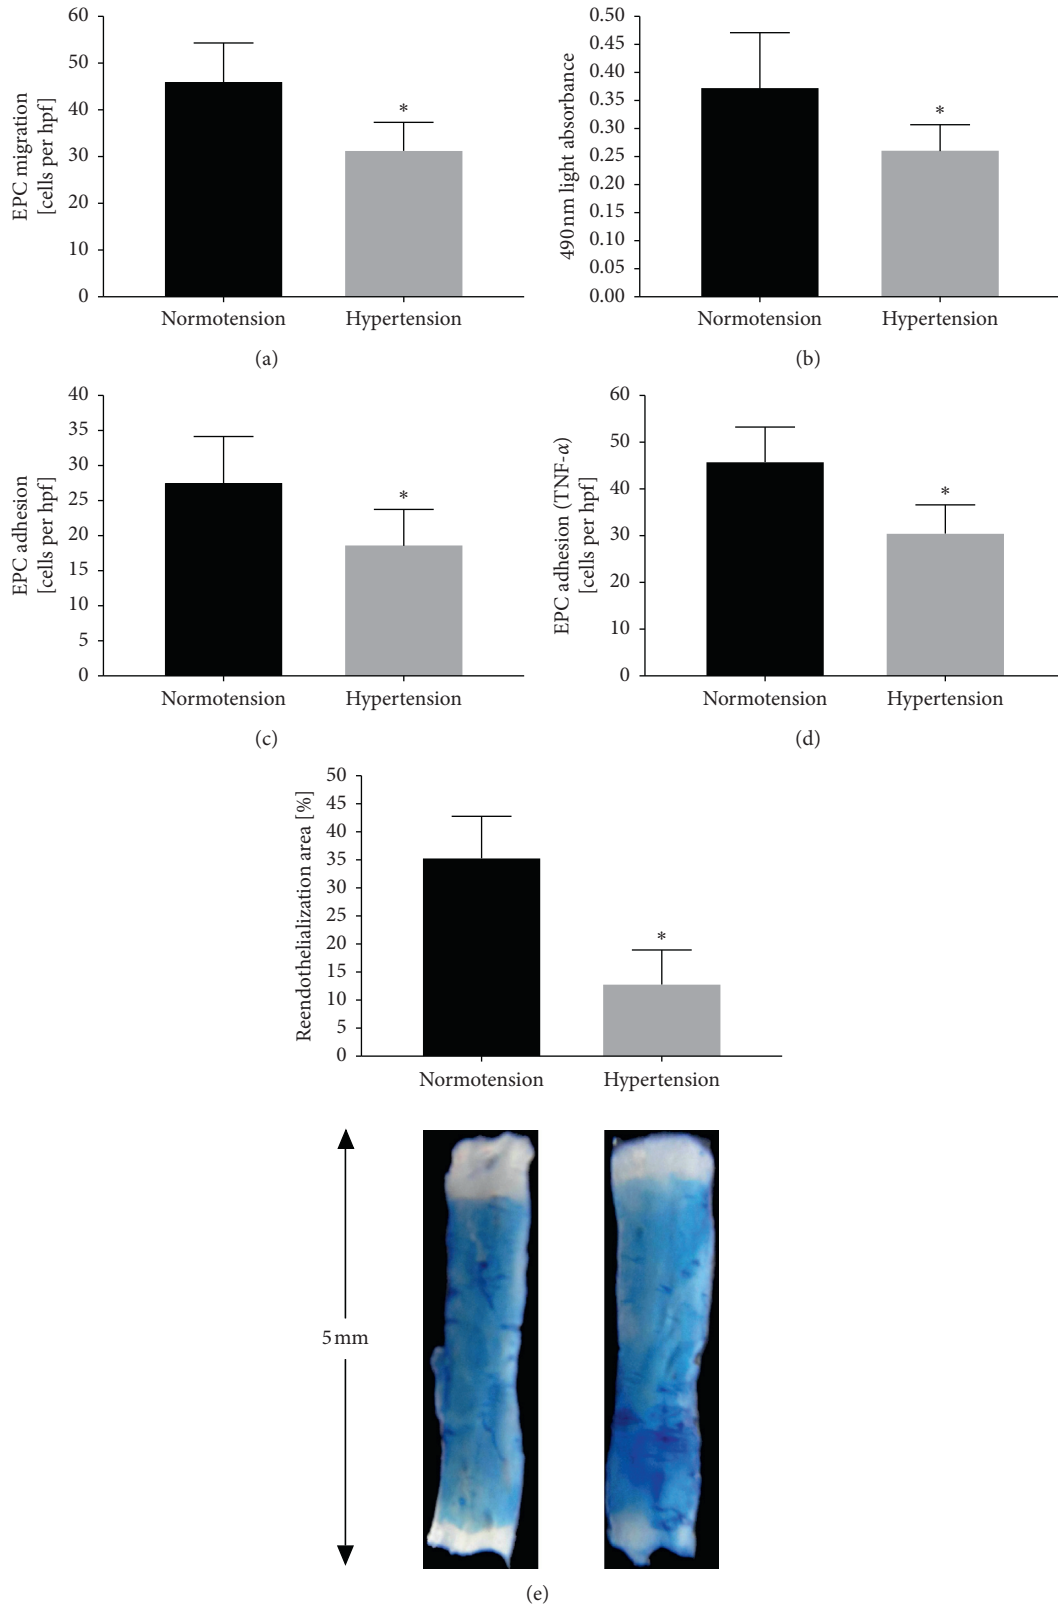 EPC migration
[cells per hpf]
60
50
40
30
20
10
0
*
Normotension Hypertension
(a)
490 nm light absorbance
0.50
0.45
0.40
0.35
0.30
0.25
0.20
0.15
0.10
0.05
0.00
*
Normotension Hypertension
(b)
EPC adhesion
[cells per hpf]
40
35
30
25
20
15
10
5
0
*
Normotension Hypertension
(c)
EPC adhesion (TNF-α)
[cells per hpf]
60
50
40
30
20
10
0
*
Normotension Hypertension
(d)
Reendothelialization area [%]
50
45
40
35
30
25
20
15
10
5
0
*
Normotension Hypertension
5 mm
(e)